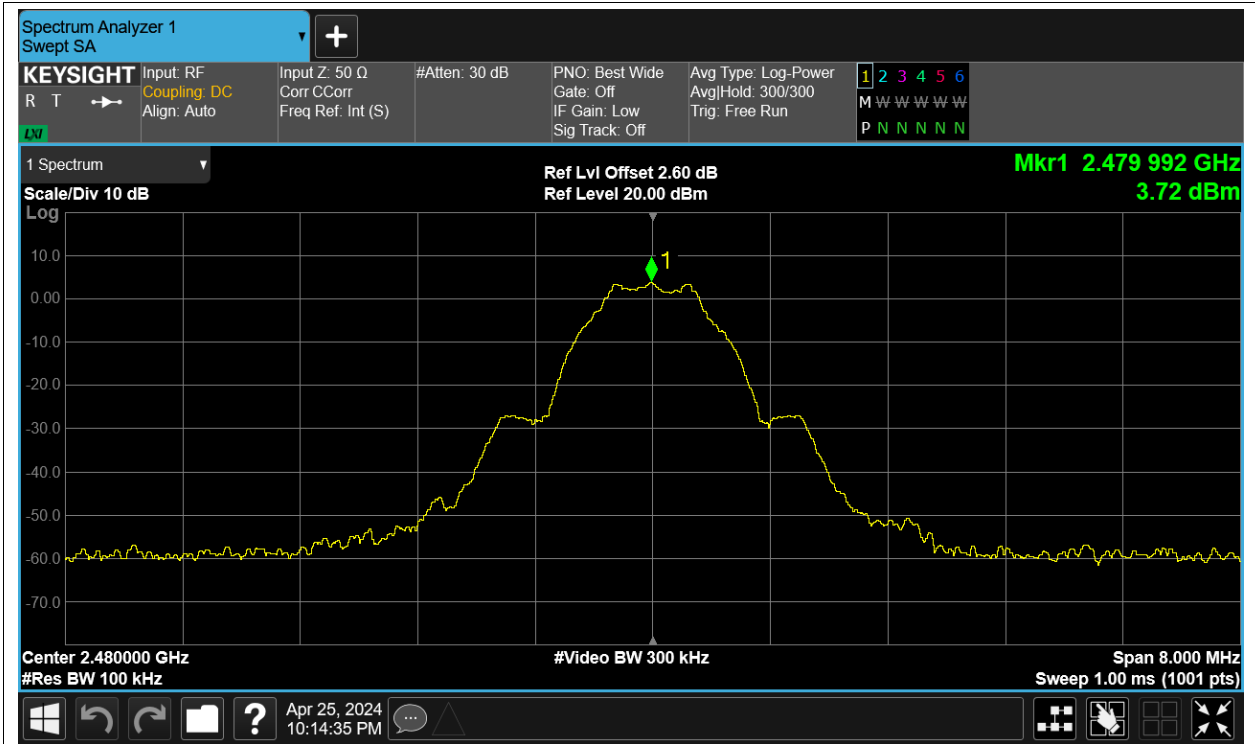 Spectrum Analyzer 1
Swept SA
+
KEYSIGHT
R T
LXI
Input: RF
Coupling: DC
Align: Auto
Input Z: 50 Ω
Corr CCorr
Freq Ref: Int (S)
#Atten: 30 dB
PNO: Best Wide
Gate: Off
IF Gain: Low
Sig Track: Off
Avg Type: Log-Power
Avg|Hold: 300/300
Trig: Free Run
1 2 3 4 5 6
M W W W W W
P N N N N N
1 Spectrum
Scale/Div 10 dB
Log
Ref Lvl Offset 2.60 dB
Ref Level 20.00 dBm
Mkr1 2.479 992 GHz
3.72 dBm
1
10.0
0.00
-10.0
-20.0
-30.0
-40.0
-50.0
-60.0
-70.0
Center 2.480000 GHz
#Res BW 100 kHz
#Video BW 300 kHz
Span 8.000 MHz
Sweep 1.00 ms (1001 pts)
?
Apr 25, 2024
10:14:35 PM